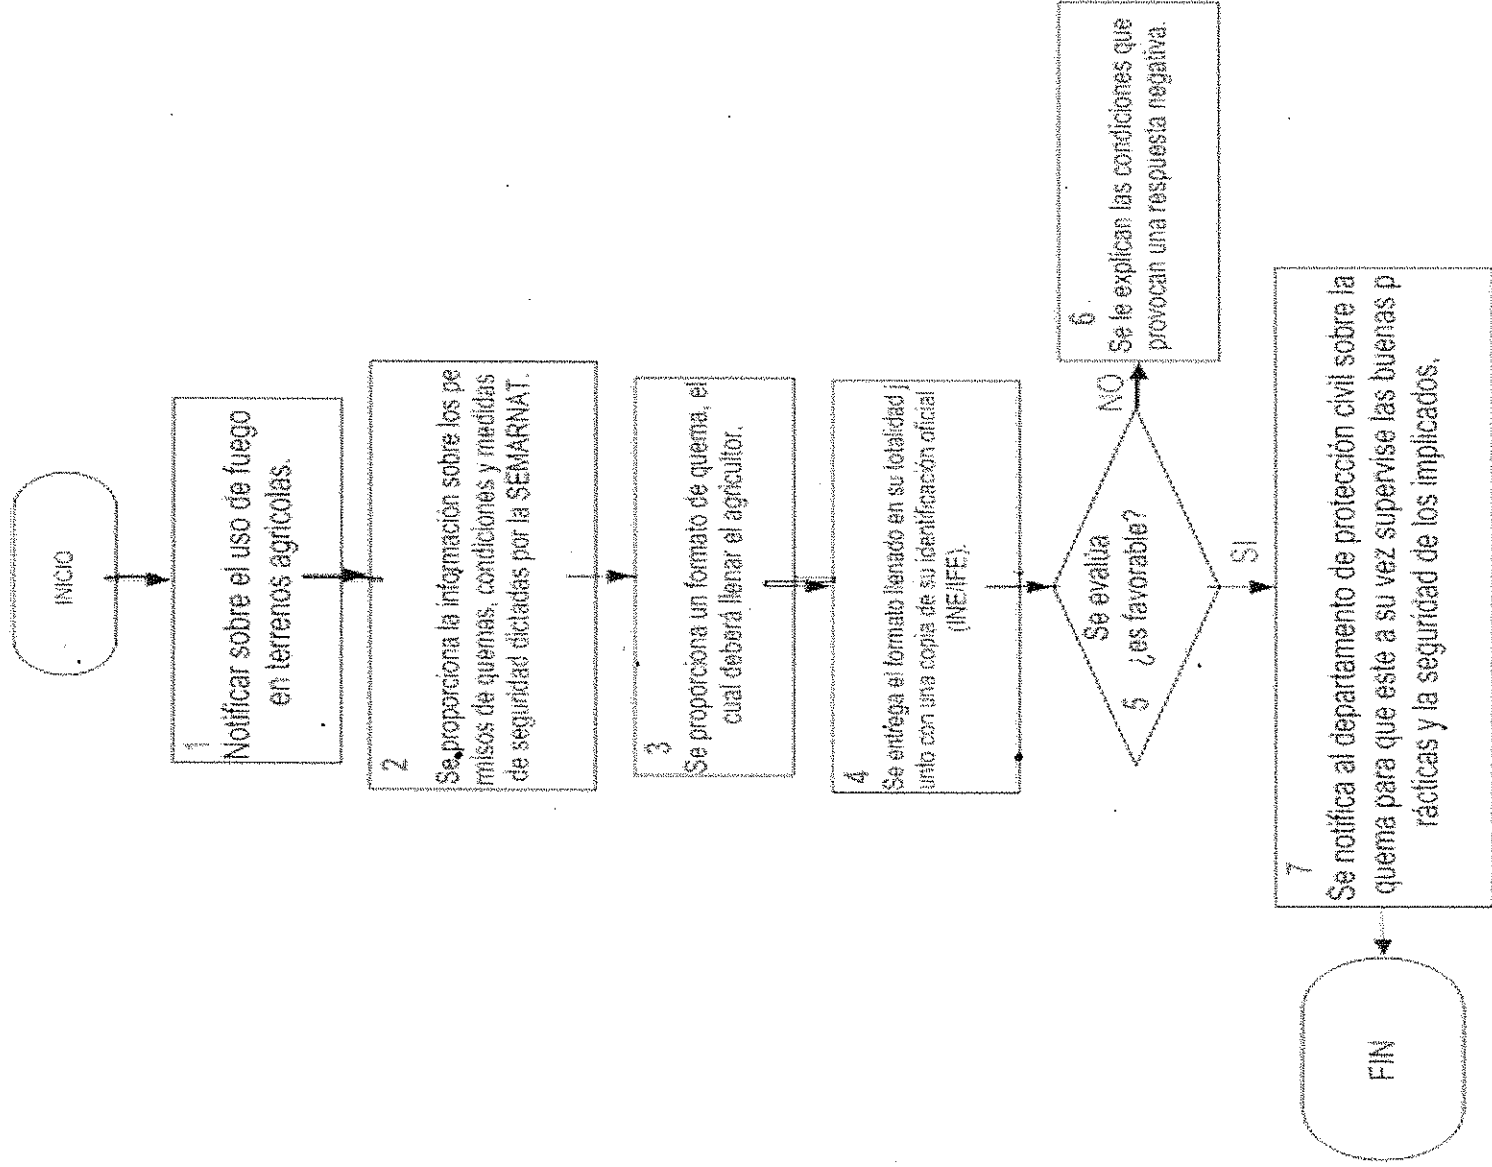 INICIO
1
Notificar sobre el uso de fuego
en terrenos agrícolas.
2
Se proporciona la información sobre los pe
rmisos de quemas, condiciones y medidas
de seguridad dictadas por la SEMARNAT.
3
Se proporciona un formato de quema, el
cual deberá llenar el agricultor.
4
Se entrega el formato llenado en su totalidad j
unto con una copia de su identificación oficial
(INE/IFE).
Se evalúa
5 ¿es favorable?
NO
6
Se le explican las condiciones que
provocan una respuesta negativa.
SI
7
Se notifica al departamento de protección civil sobre la
quema para que este a su vez supervise las buenas p
rácticas y la seguridad de los implicados.
FIN